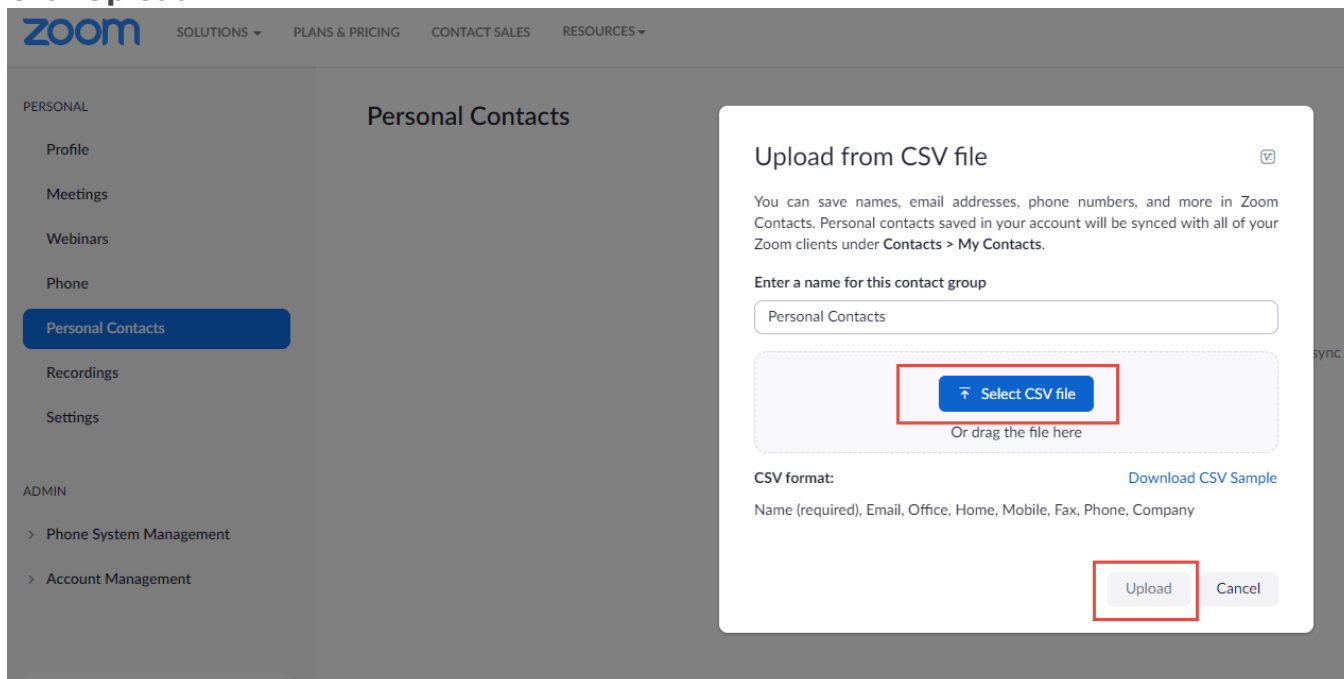 zoom SOLUTIONS PLANS & PRICING CONTACT SALES RESOURCES
PERSONAL
Profile
Meetings
Webinars
Phone
Personal Contacts
Recordings
Settings
ADMIN
Phone System Management
Account Management
Personal Contacts
Upload from CSV file
You can save names, email addresses, phone numbers, and more in Zoom
Contacts. Personal contacts saved in your account will be synced with all of your
Zoom clients under Contacts > My Contacts.
Enter a name for this contact group
Personal Contacts
Select CSV file
Or drag the file here
CSV format: Download CSV Sample
Name (required), Email, Office, Home, Mobile, Fax, Phone, Company
Upload Cancel
sync